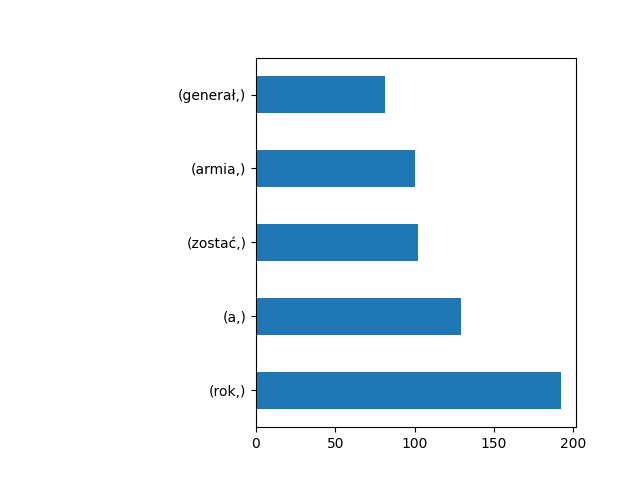 (generał,)
(armia,)
(zostać,)
(a,)
(rok,)
0 50 100 150 200